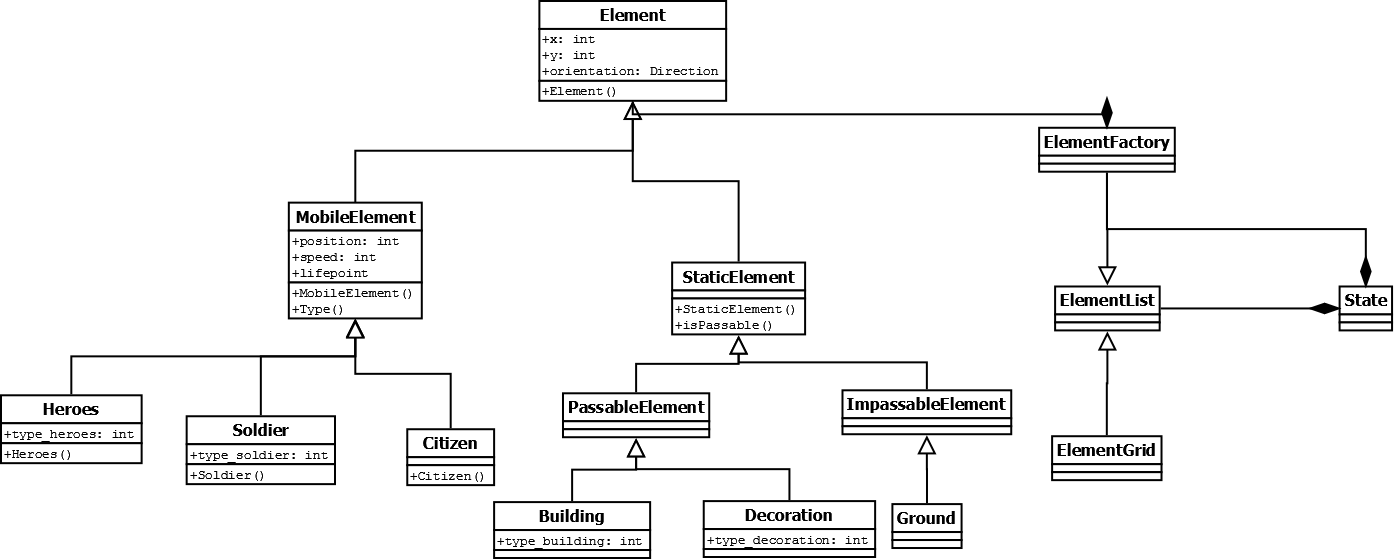 Element
+x: int
+y: int
+orientation: Direction
+Element()
ElementFactory
MobileElement
+position: int
+speed: int
+lifepoint
+MobileElement()
+Type()
StaticElement
+StaticElement()
+isPassable()
ElementList
State
Heroes
+type_heroes: int
+Heroes()
Soldier
+type_soldier: int
+Soldier()
Citizen
+Citizen()
PassableElement
ImpassableElement
ElementGrid
Building
+type_building: int
Decoration
+type_decoration: int
Ground